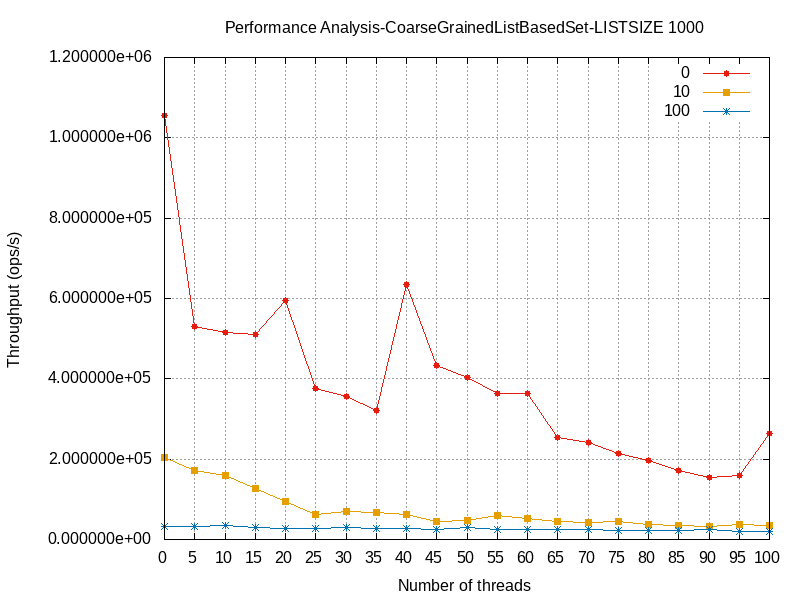 Performance Analysis-CoarseGrainedListBasedSet-LISTSIZE 1000
1.200000e+06
1.000000e+06
8.000000e+05
6.000000e+05
4.000000e+05
2.000000e+05
0.000000e+00
Throughput (ops/s)
0
10
100
0 5 10 15 20 25 30 35 40 45 50 55 60 65 70 75 80 85 90 95 100
Number of threads